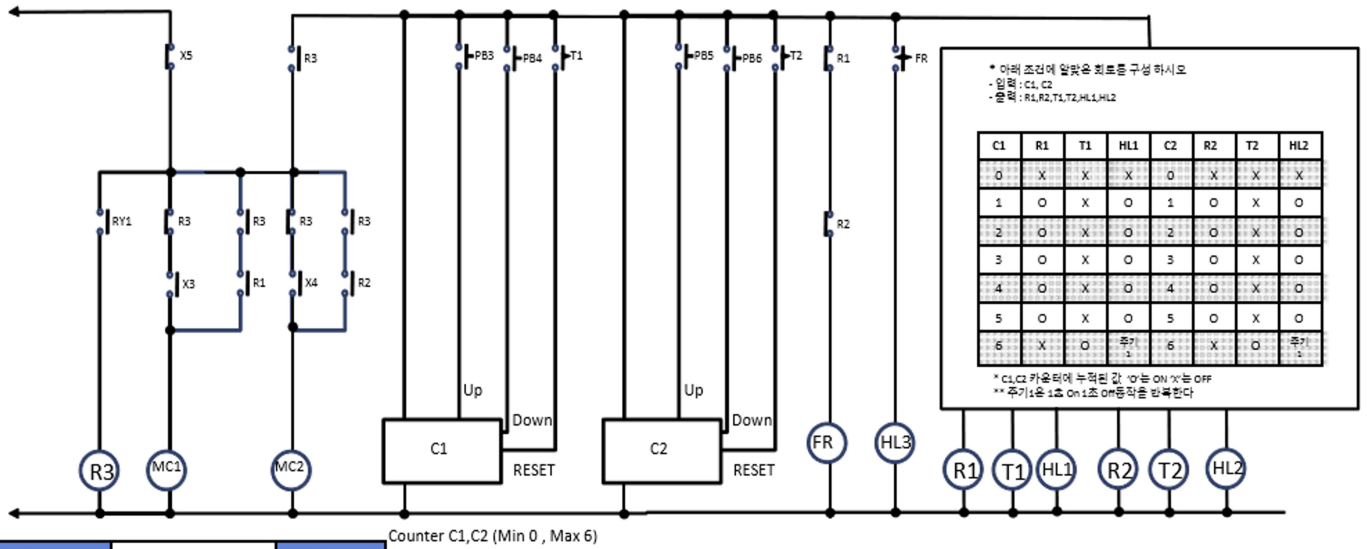 X5
R3
PB3
PB4
T1
PB5
PB6
T2
R1
FR
* 아래 조건에 알맞은 회로를 구성 하시오
- 입력 : C1, C2
- 출력 : R1,R2,T1,T2,HL1,HL2
C1 R1 T1 HL1 C2 R2 T2 HL2
0 X X X 0 X X X
1 O X O 1 O X O
2 O X O 2 O X O
3 O X O 3 O X O
4 O X O 4 O X O
5 O X O 5 O X O
6 X O 주기1 6 X O 주기1
* C1,C2 카운터에 누적된 값 'O'는 ON 'X'는 OFF
** 주기1은 1초 On 1초 Off동작을 반복한다
RY1
R3
R3
R3
R3
R2
X3
R1
X4
R2
Up
Down
RESET
C1
Up
Down
RESET
C2
R3
MC1
MC2
FR
HL3
R1
T1
HL1
R2
T2
HL2
Counter C1,C2 (Min 0 , Max 6)